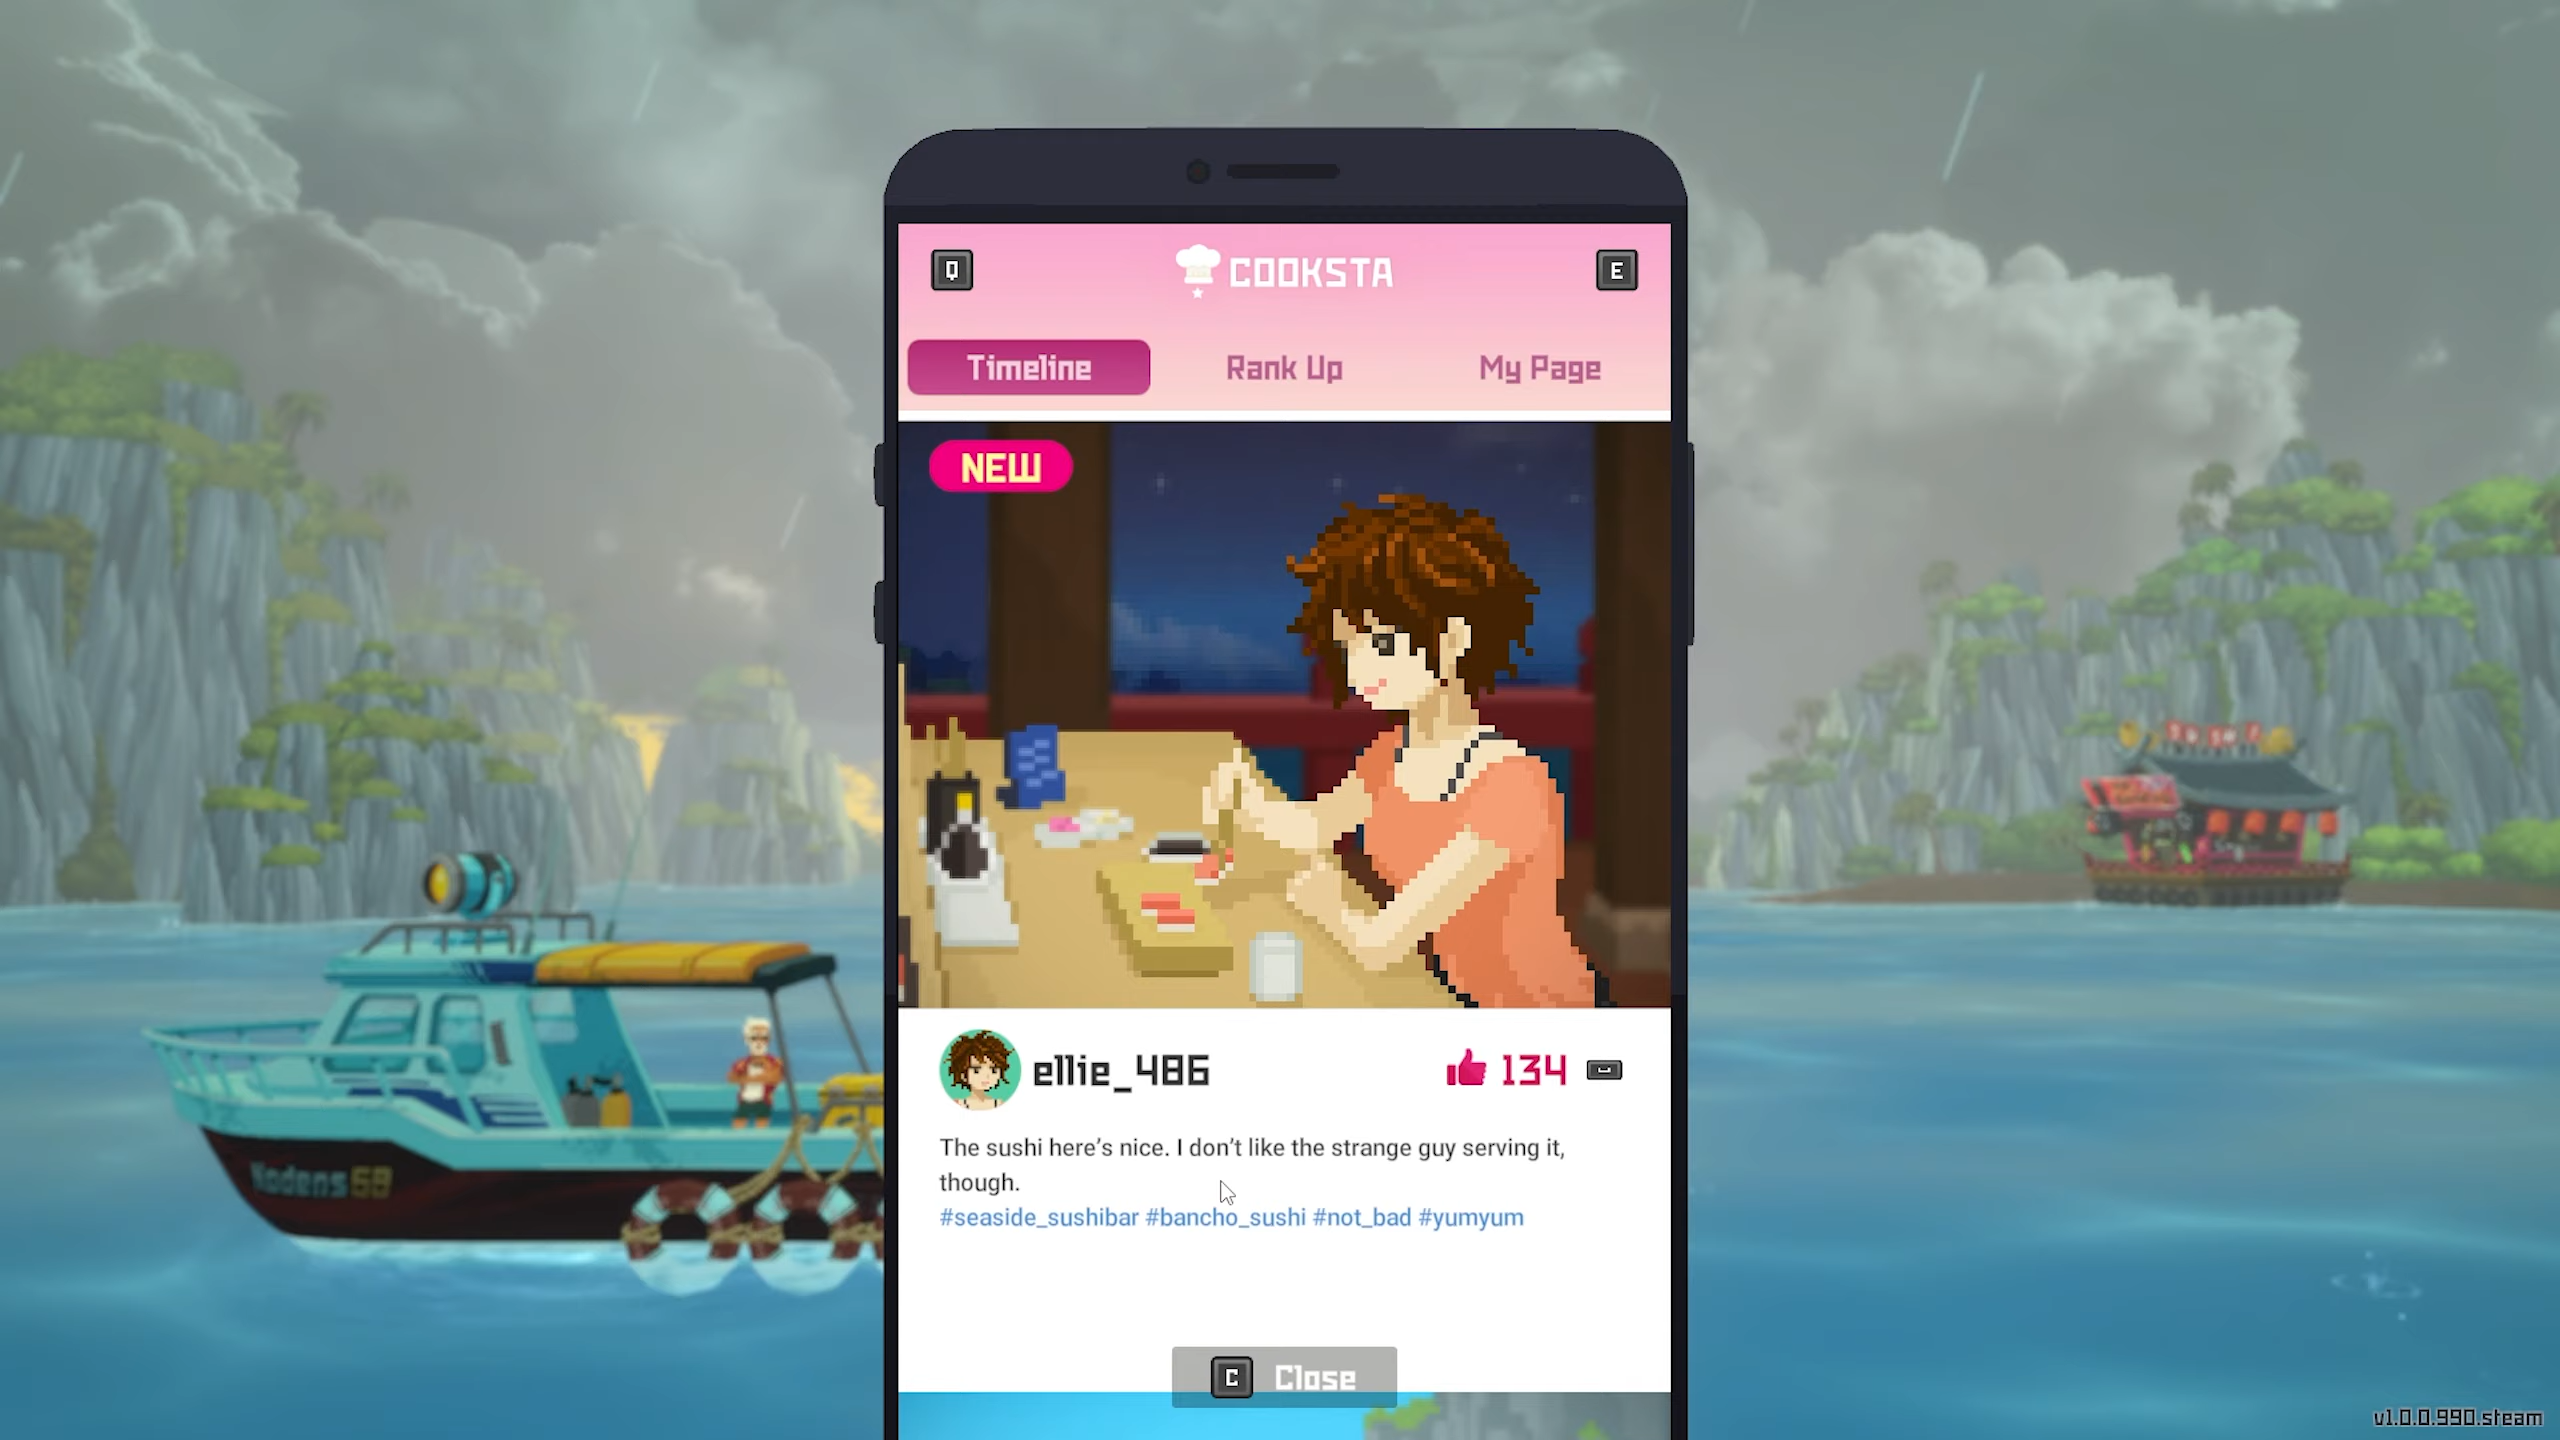 Q
COOKSTA
E
Timeline
Rank Up
My Page
NEW
ellie_486
134
The sushi here's nice. I don't like the strange guy serving it,
though.
#seaside_sushibar #bancho_sushi #not_bad #yumyum
Nodens68
C Close
v1.0.0.990.steam